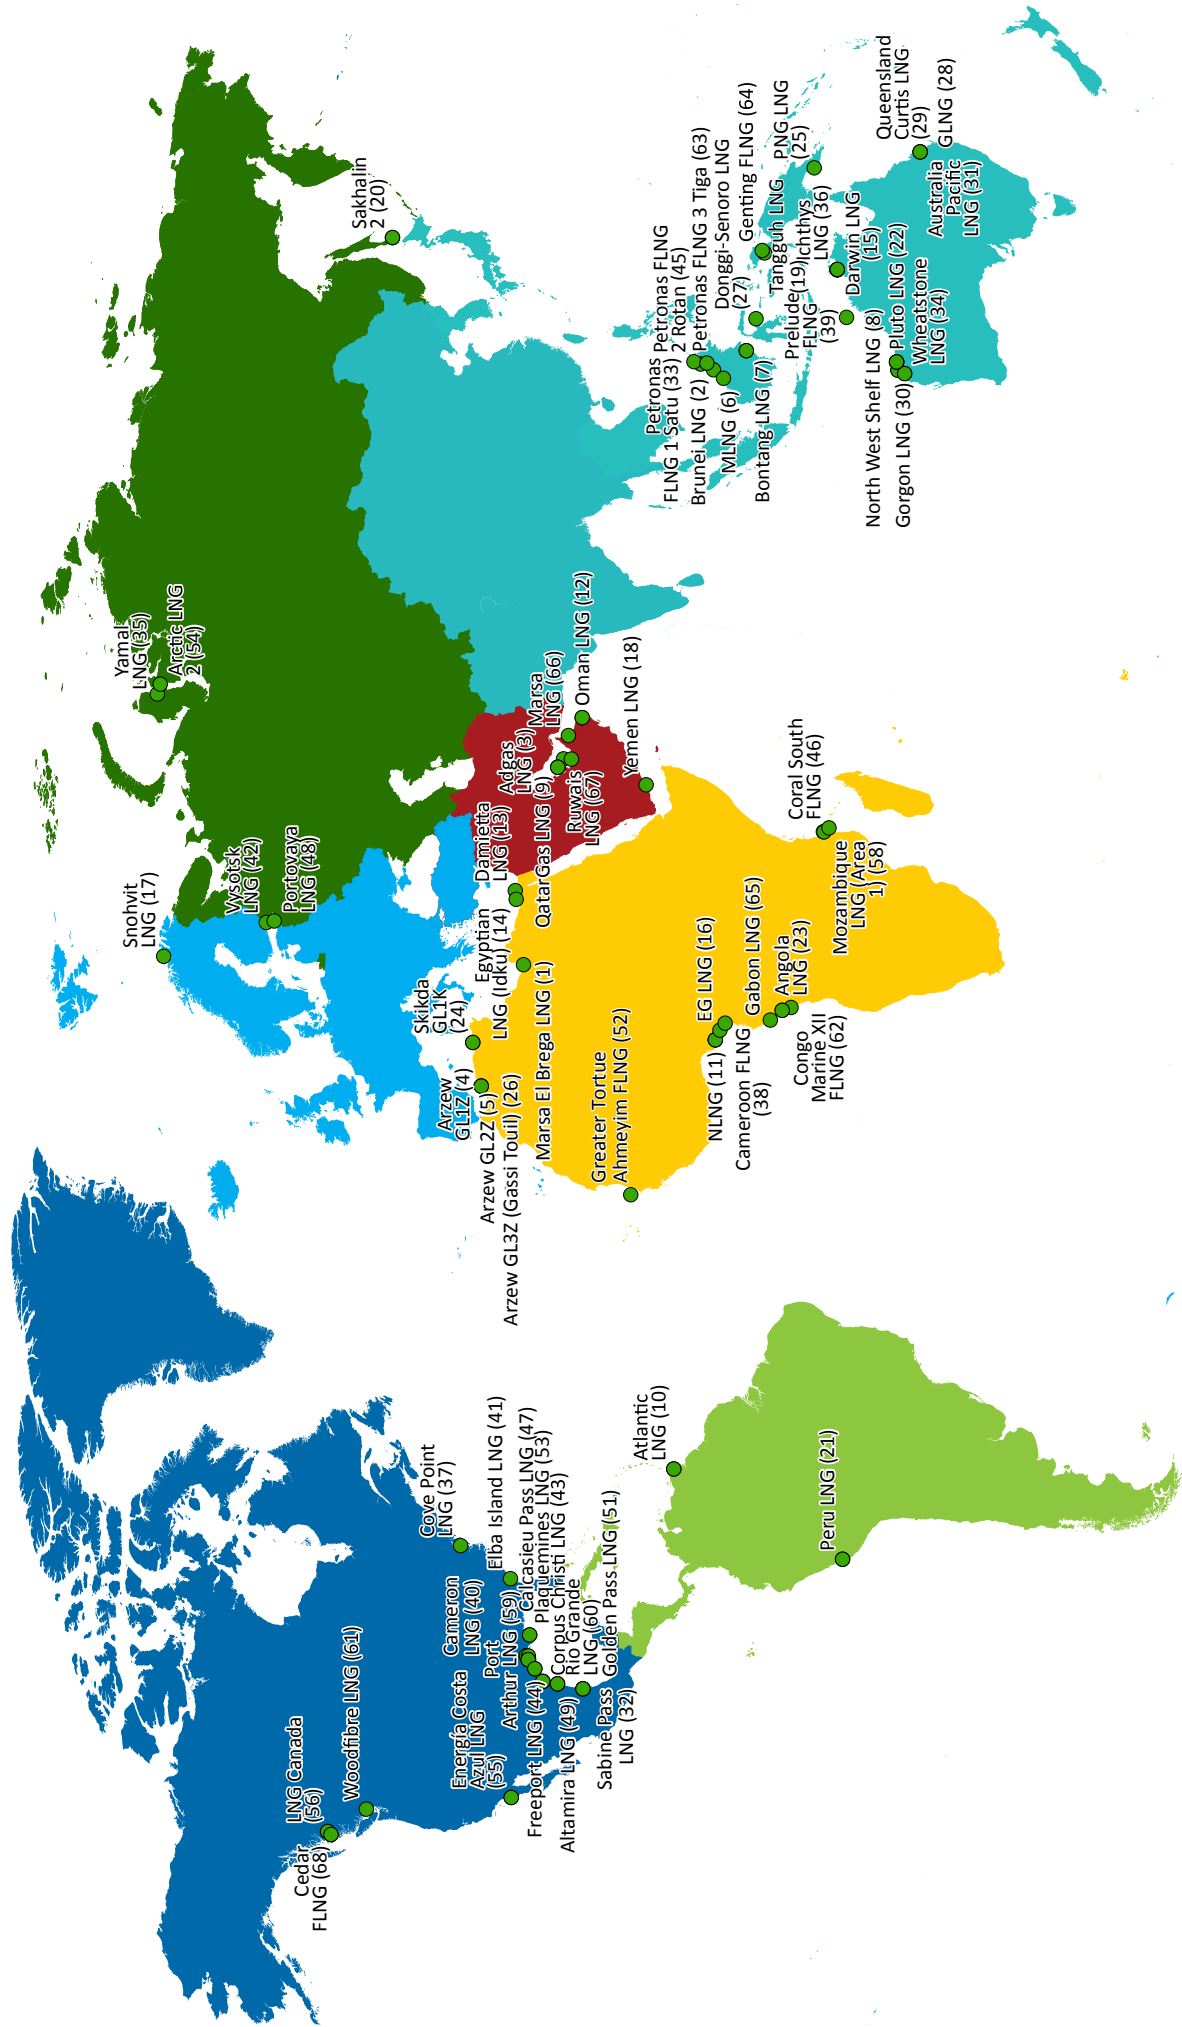 Cedar
FLNG (68)
LNG Canada
(56)
Woodfibre LNG (61)
Cove Point
LNG (37)
Elba Island LNG (41)
Cameron
LNG (40)
Port
Arthur LNG (59)
Energía Costa
Azul LNG
(55)
Calcasieu Pass LNG (47)
Plaquemines LNG (53)
Corpus Christi LNG (43)
Rio Grande
LNG (60)
Golden Pass LNG (51)
Freeport LNG (44)
Altamira LNG (49)
Sabine Pass
LNG (32)
Atlantic
LNG (10)
Peru LNG (21)
Snohvit
LNG (17)
Vysotsk
LNG (42)
Portovaya
LNG (48)
Yamal
LNG (35)
Arctic LNG
2 (54)
Sakhalin
2 (20)
Skikda
GL1K
(24)
Arzew
GL1Z (4)
Arzew GL2Z (5)
Arzew GL3Z (Gassi Touil) (26)
Damietta
LNG (13)
Egyptian
LNG (Idku) (14)
Marsa El Brega LNG (1)
Adgas
LNG (3)
QatarGas LNG (9)
Marsa
LNG (66)
Ruwais
LNG (67)
Oman LNG (12)
Yemen LNG (18)
Greater Tortue
Ahmeyim FLNG (52)
EG LNG (16)
NLNG (11)
Cameroon FLNG
(38)
Gabon LNG (65)
Angola
LNG (23)
Congo
Marine XII
FLNG (62)
Coral South
FLNG (46)
Mozambique
LNG (Area
1) (58)
Petronas
FLNG 1 Satu (33)
Petronas FLNG
2 Rotan (45)
Petronas FLNG 3 Tiga (63)
Brunei LNG (2)
MLNG (6)
Donggi-Senoro LNG
(27)
Bontang LNG (7)
Genting FLNG (64)
Tangguh LNG
(19)
PNG LNG
(25)
Prelude
FLNG
(39)
Ichthys
LNG (36)
Darwin LNG
(15)
North West Shelf LNG (8)
Pluto LNG (22)
Gorgon LNG (30)
Wheatstone
LNG (34)
Queensland
Curtis LNG
(29)
GLNG (28)
Australia
Pacific
LNG (31)